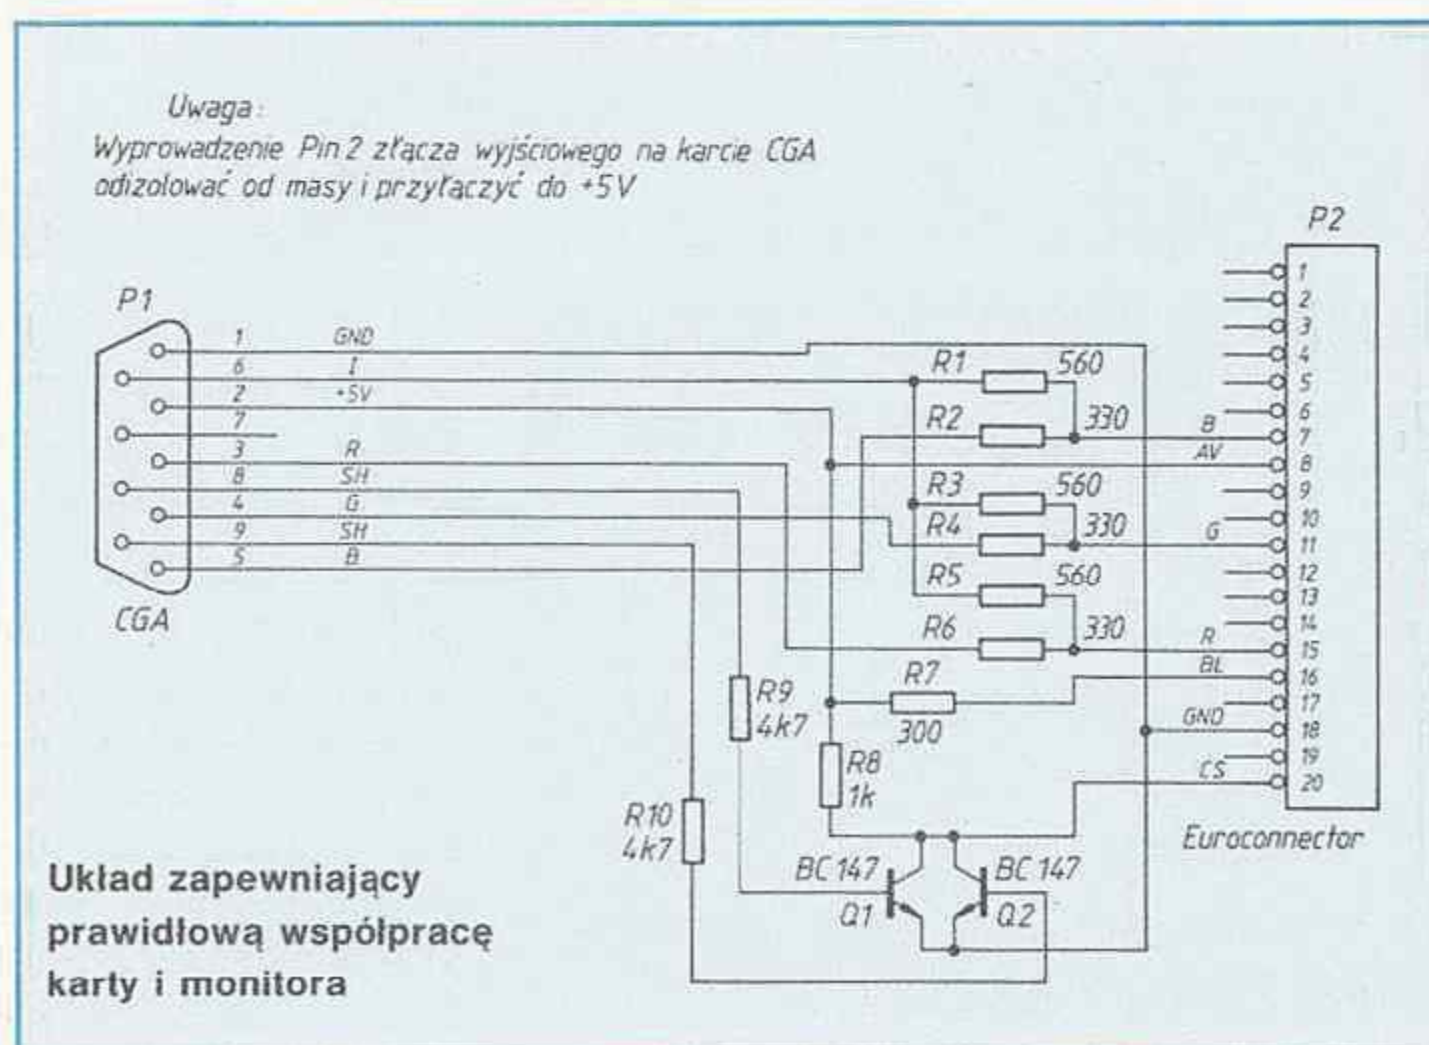 Uwaga:
Wyprowadzenie Pin 2 złącza wyjściowego na karcie CGA
odizolować od masy i przyłączyć do +5V
P2
P1
1 GND
6 I
2 +5V
7
3 R
8 SH
4 G
9 SH
5 B
CGA
R1 560
R2 330
R3 560
R4 330
R5 560
R6 330
R7
300
R9
4k7
R8
1k
R10
4k7
BC 147
Q1
BC 147
Q2
1
2
3
4
5
6
B 7
AV 8
9
10
G 11
12
13
14
R 15
BL 16
17
GND 18
19
CS 20
Euroconnector
Układ zapewniający
prawidłową współpracę
karty i monitora